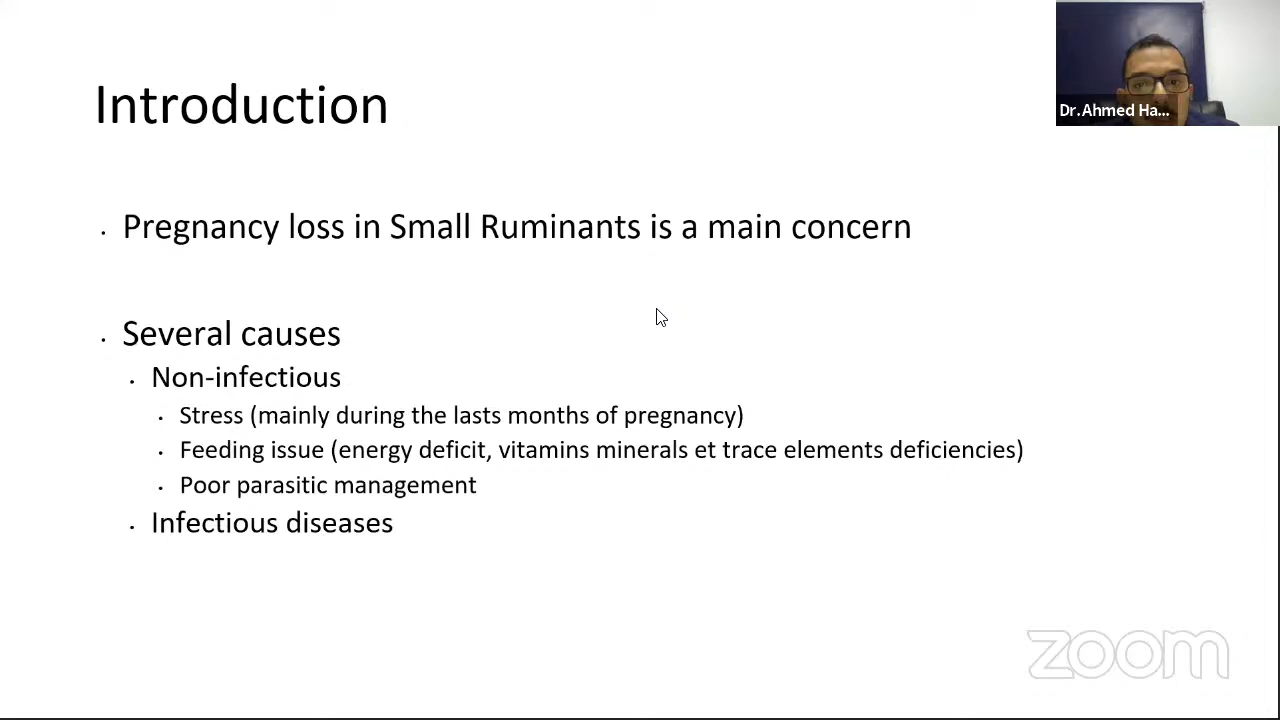 Introduction
Dr.Ahmed Ha...
· Pregnancy loss in Small Ruminants is a main concern
· Several causes
· Non-infectious
· Stress (mainly during the lasts months of pregnancy)
· Feeding issue (energy deficit, vitamins minerals et trace elements deficiencies)
· Poor parasitic management
· Infectious diseases
zoom